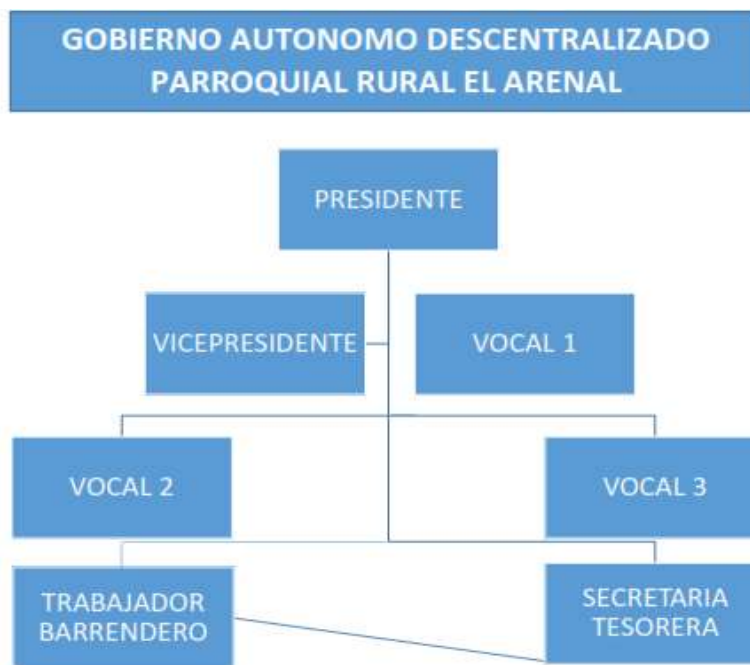 GOBIERNO AUTONOMO DESCENTRALIZADO
PARROQUIAL RURAL EL ARENAL
PRESIDENTE
VICEPRESIDENTE
VOCAL 1
VOCAL 2
VOCAL 3
TRABAJADOR
BARRENDERO
SECRETARIA
TESORERA